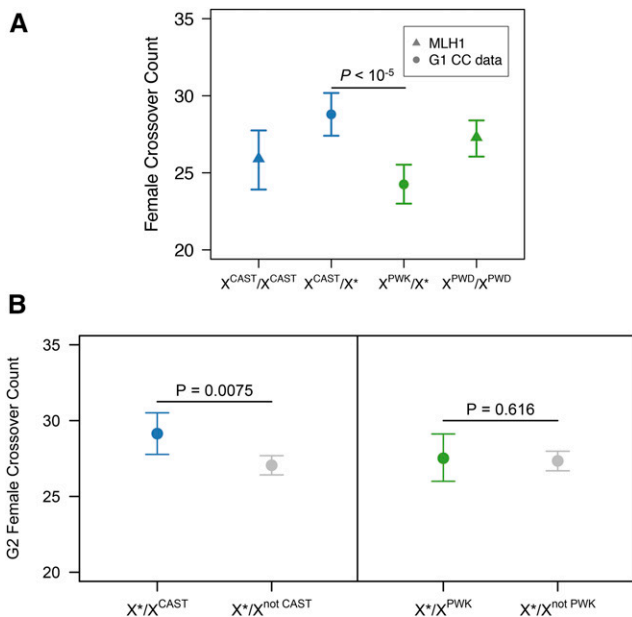 A
Female Crossover Count
35
30
25
20
▲ MLH1
● G1 CC data
P < 10⁻⁵
Xᶜᴬˢᵀ/Xᶜᴬˢᵀ Xᶜᴬˢᵀ/X* Xᴾᵂᴷ/X* Xᴾᵂᴰ/Xᴾᵂᴰ
B
G2 Female Crossover Count
35
30
25
20
P = 0.0075
P = 0.616
X*/Xᶜᴬˢᵀ X*/Xⁿᵒᵗ ᶜᴬˢᵀ X*/Xᴾᵂᴷ X*/Xⁿᵒᵗ ᴾᵂᴷ